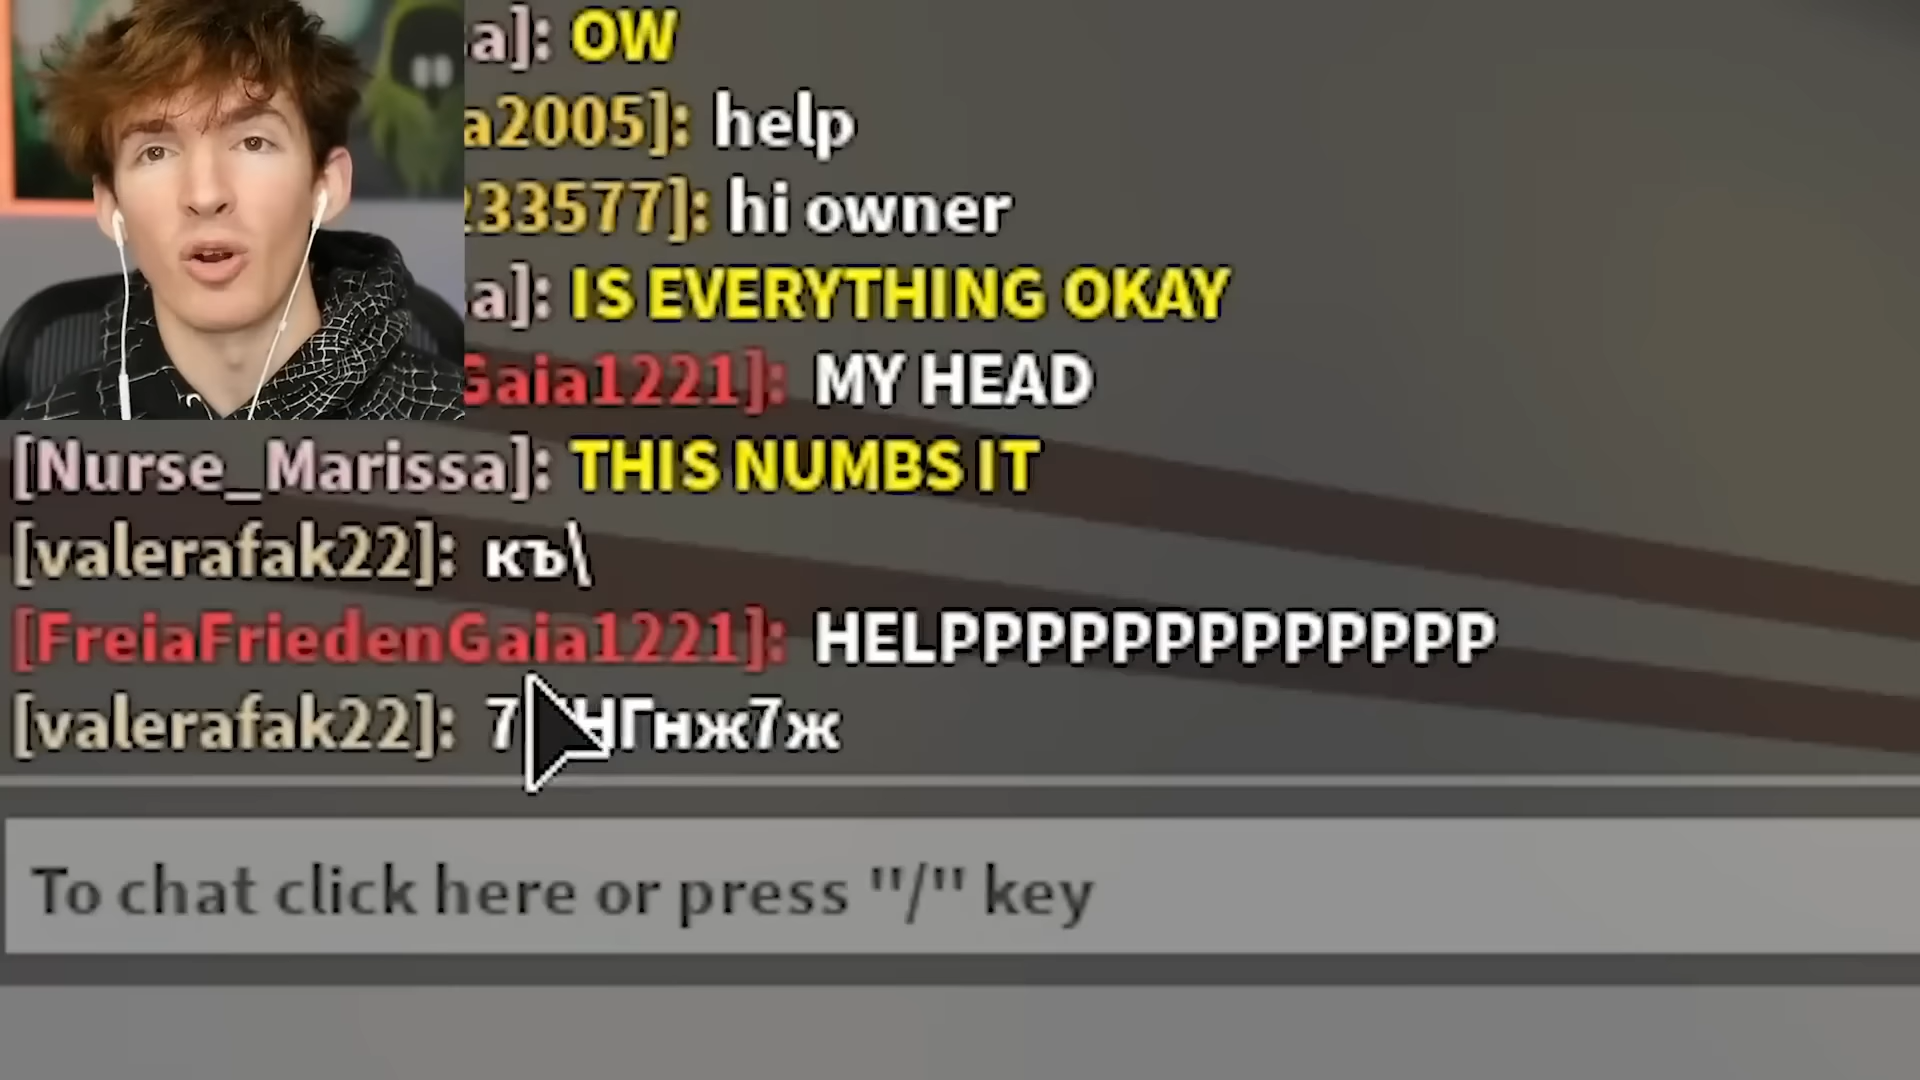 a]: OW
a2005]: help
233577]: hi owner
a]: IS EVERYTHING OKAY
Gaia1221]: MY HEAD
[Nurse_Marissa]: THIS NUMBS IT
[valerafak22]: къ\
[FreiaFriedenGaia1221]: HELPPPPPPPPPPPPP
[valerafak22]:
To chat click here or press "/" key